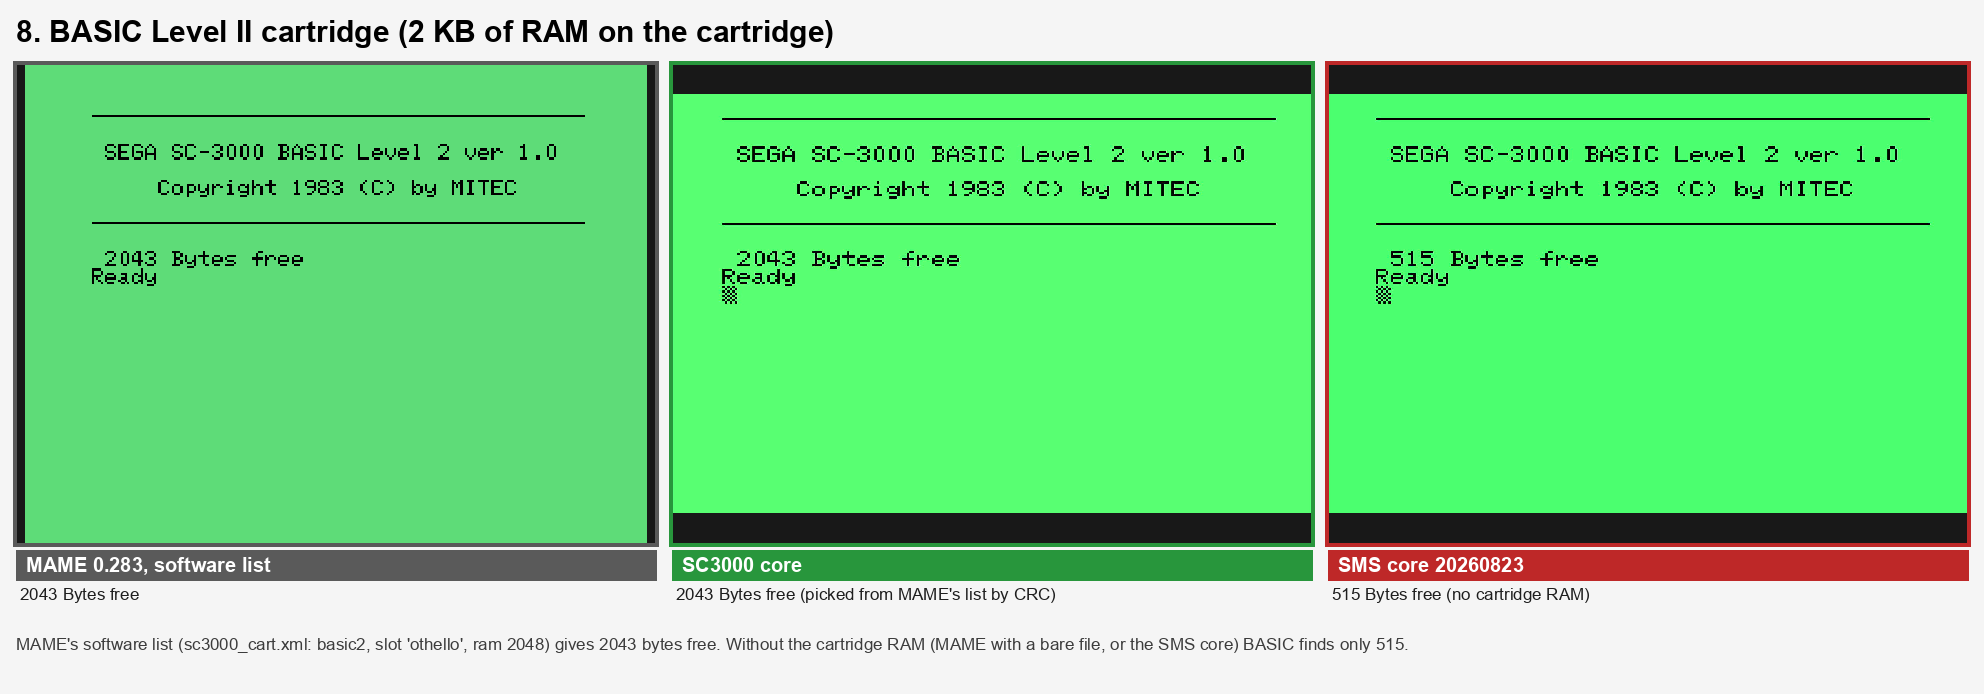 8. BASIC Level II cartridge (2 KB of RAM on the cartridge)
SEGA SC-3000 BASIC Level 2 ver 1.0
Copyright 1983 (C) by MITEC
2043 Bytes free
Ready
MAME 0.283, software list
2043 Bytes free
SEGA SC-3000 BASIC Level 2 ver 1.0
Copyright 1983 (C) by MITEC
2043 Bytes free
Ready
SC3000 core
2043 Bytes free (picked from MAME's list by CRC)
SEGA SC-3000 BASIC Level 2 ver 1.0
Copyright 1983 (C) by MITEC
515 Bytes free
Ready
SMS core 20260823
515 Bytes free (no cartridge RAM)
MAME's software list (sc3000_cart.xml: basic2, slot 'othello', ram 2048) gives 2043 bytes free. Without the cartridge RAM (MAME with a bare file, or the SMS core) BASIC finds only 515.